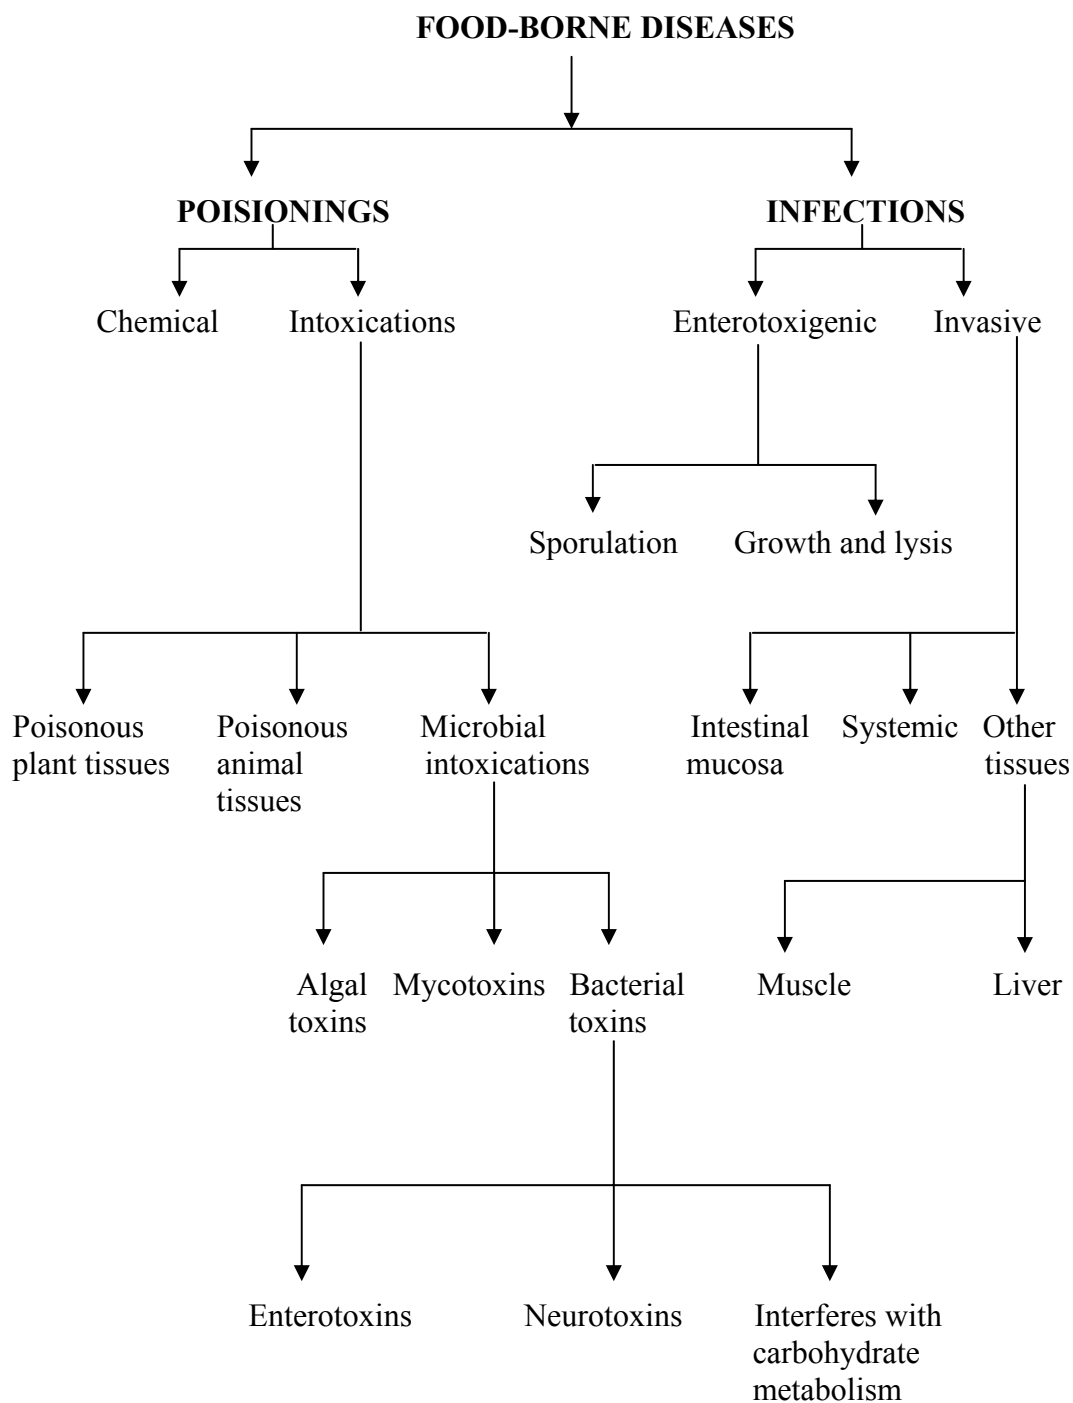 FOOD-BORNE DISEASES
POISIONINGS
INFECTIONS
Chemical
Intoxications
Enterotoxigenic
Invasive
Sporulation
Growth and lysis
Poisonous
plant tissues
Poisonous
animal
tissues
Microbial
intoxications
Intestinal
mucosa
Systemic
Other
tissues
Algal
toxins
Mycotoxins
Bacterial
toxins
Muscle
Liver
Enterotoxins
Neurotoxins
Interferes with
carbohydrate
metabolism